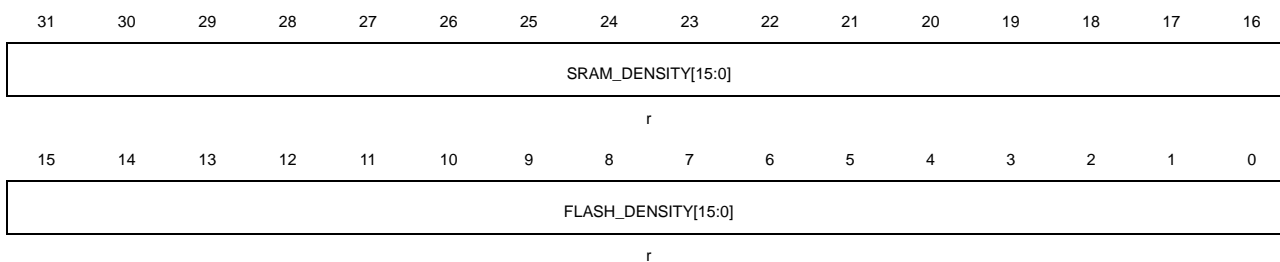 31 30 29 28 27 26 25 24 23 22 21 20 19 18 17 16
SRAM_DENSITY[15:0]
r
15 14 13 12 11 10 9 8 7 6 5 4 3 2 1 0
FLASH_DENSITY[15:0]
r